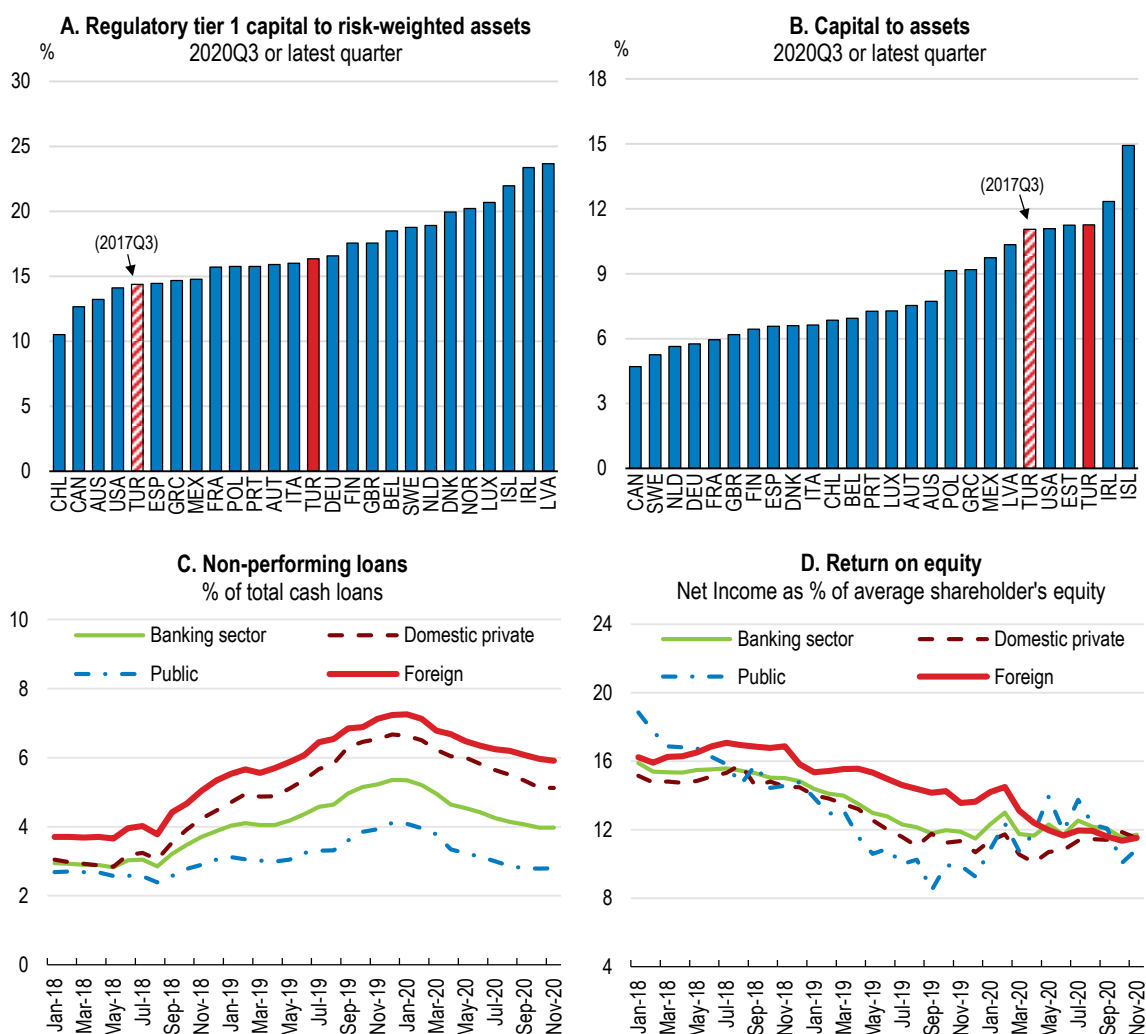 A. Regulatory tier 1 capital to risk-weighted assets
2020Q3 or latest quarter
%
30
25
20
15
10
5
0
(2017Q3)
CHL CAN AUS USA TUR ESP GRC MEX FRA POL PRT AUT ITA TUR DEU FIN GBR BEL SWE NLD DNK NOR LUX ISL IRL LVA
B. Capital to assets
2020Q3 or latest quarter
%
18
15
12
9
6
3
0
(2017Q3)
CAN SWE NLD DEU FRA GBR FIN ESP DNK ITA CHL BEL PRT LUX AUT AUS POL GRC MEX LVA TUR USA EST TUR IRL ISL
C. Non-performing loans
% of total cash loans
10
8
6
4
2
0
Banking sector
Domestic private
Public
Foreign
Jan-18 Mar-18 May-18 Jul-18 Sep-18 Nov-18 Jan-19 Mar-19 May-19 Jul-19 Sep-19 Nov-19 Jan-20 Mar-20 May-20 Jul-20 Sep-20 Nov-20
D. Return on equity
Net Income as % of average shareholder's equity
24
20
16
12
8
4
Banking sector
Domestic private
Public
Foreign
Jan-18 Mar-18 May-18 Jul-18 Sep-18 Nov-18 Jan-19 Mar-19 May-19 Jul-19 Sep-19 Nov-19 Jan-20 Mar-20 May-20 Jul-20 Sep-20 Nov-20